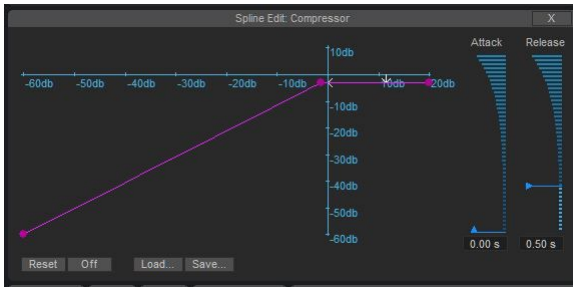 Spline Edit: Compressor X
10db
Attack Release
-60db -50db -40db -30db -20db -10db 10db 20db
-10db
-20db
-30db
-40db
-50db
-60db
0.00 s 0.50 s
Reset Off Load... Save...